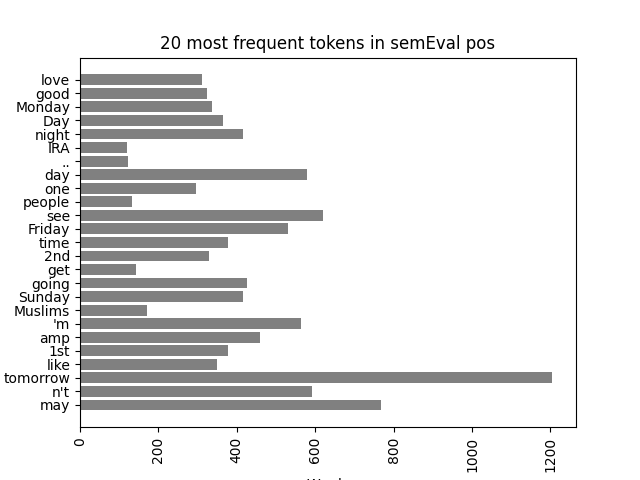 20 most frequent tokens in semEval pos
love
good
Monday
Day
night
IRA
..
day
one
people
see
Friday
time
2nd
get
going
Sunday
Muslims
'm
amp
1st
like
tomorrow
n't
may
0
200
400
600
800
1000
1200